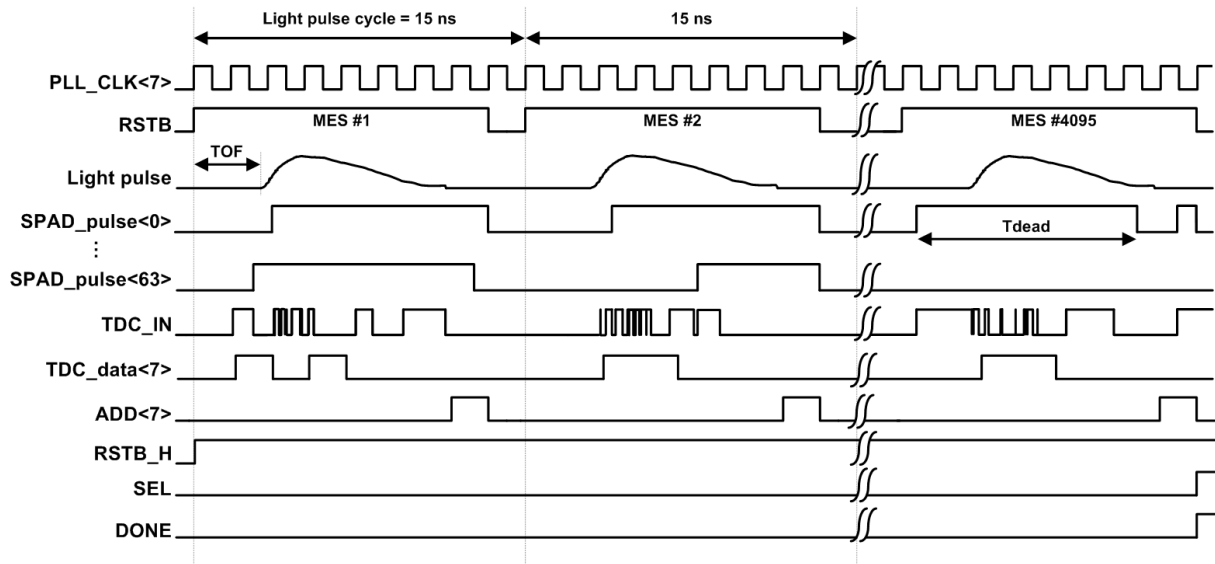 Light pulse cycle = 15 ns
15 ns
PLL_CLK<7>
RSTB
MES #1
MES #2
MES #4095
TOF
Light pulse
SPAD_pulse<0>
Tdead
⋮
SPAD_pulse<63>
TDC_IN
TDC_data<7>
ADD<7>
RSTB_H
SEL
DONE